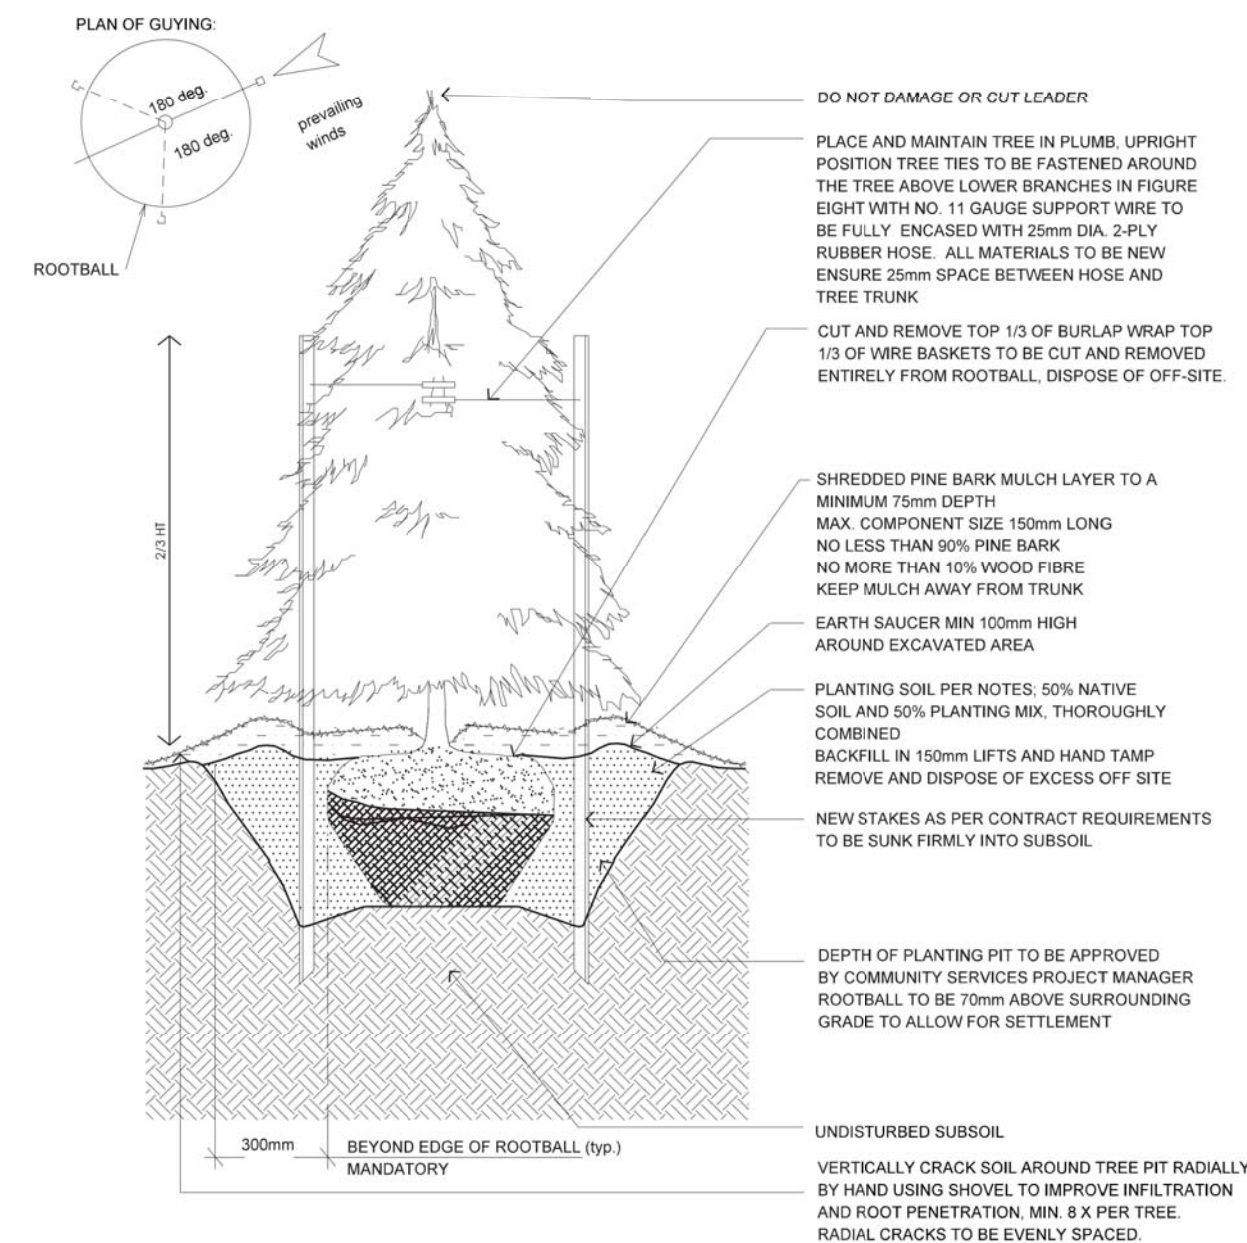 PLAN OF GUYING:
180 deg.
180 deg.
prevailing
winds
ROOTBALL
DO NOT DAMAGE OR CUT LEADER
PLACE AND MAINTAIN TREE IN PLUMB, UPRIGHT
POSITION TREE TIES TO BE FASTENED AROUND
THE TREE ABOVE LOWER BRANCHES IN FIGURE
EIGHT WITH NO. 11 GAUGE SUPPORT WIRE TO
BE FULLY ENCASED WITH 25mm DIA. 2-PLY
RUBBER HOSE. ALL MATERIALS TO BE NEW
ENSURE 25mm SPACE BETWEEN HOSE AND
TREE TRUNK
CUT AND REMOVE TOP 1/3 OF BURLAP WRAP TOP
1/3 OF WIRE BASKETS TO BE CUT AND REMOVED
ENTIRELY FROM ROOTBALL, DISPOSE OF OFF-SITE.
2/3 HT
SHREDDED PINE BARK MULCH LAYER TO A
MINIMUM 75mm DEPTH
MAX. COMPONENT SIZE 150mm LONG
NO LESS THAN 90% PINE BARK
NO MORE THAN 10% WOOD FIBRE
KEEP MULCH AWAY FROM TRUNK
EARTH SAUCER MIN 100mm HIGH
AROUND EXCAVATED AREA
PLANTING SOIL PER NOTES; 50% NATIVE
SOIL AND 50% PLANTING MIX, THOROUGHLY
COMBINED
BACKFILL IN 150mm LIFTS AND HAND TAMP
REMOVE AND DISPOSE OF EXCESS OFF SITE
NEW STAKES AS PER CONTRACT REQUIREMENTS
TO BE SUNK FIRMLY INTO SUBSOIL
DEPTH OF PLANTING PIT TO BE APPROVED
BY COMMUNITY SERVICES PROJECT MANAGER
ROOTBALL TO BE 70mm ABOVE SURROUNDING
GRADE TO ALLOW FOR SETTLEMENT
UNDISTURBED SUBSOIL
300mm
BEYOND EDGE OF ROOTBALL (typ.)
MANDATORY
VERTICALLY CRACK SOIL AROUND TREE PIT RADIALLY
BY HAND USING SHOVEL TO IMPROVE INFILTRATION
AND ROOT PENETRATION, MIN. 8 X PER TREE.
RADIAL CRACKS TO BE EVENLY SPACED.